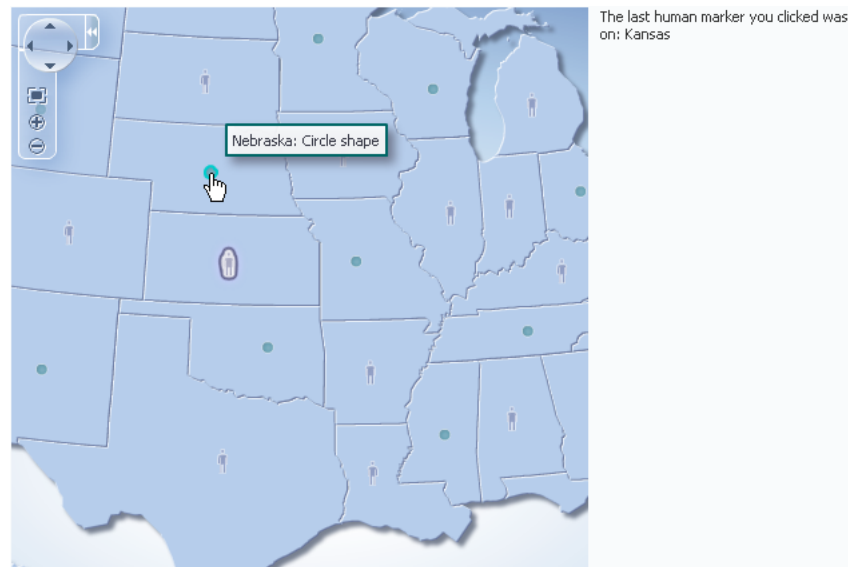 The last human marker you clicked was
on: Kansas
Nebraska: Circle shape